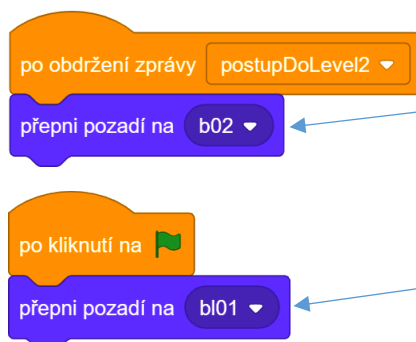 po obdržení zprávy postupDoLevel2
přepni pozadí na b02
po kliknutí na
přepni pozadí na bl01